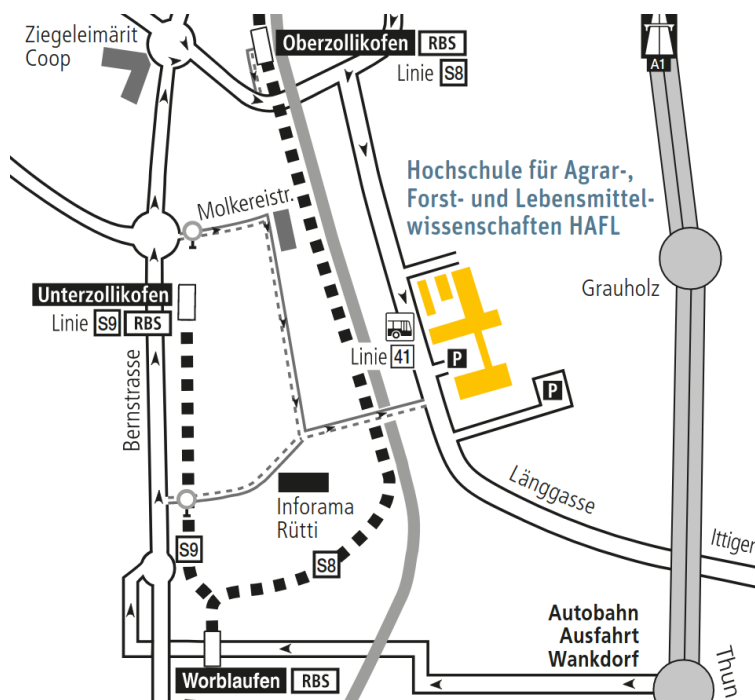 Ziegeleimärit
Coop
Oberzollikofen RBS
Linie S8
A1
Hochschule für Agrar-,
Forst- und Lebensmittel-
wissenschaften HAFL
Molkereistr.
Grauholz
Unterzollikofen
Linie S9 RBS
Linie 41
P
P
Bernstrasse
Länggasse
Inforama
Rütti
Ittigen
S9
S8
Autobahn
Ausfahrt
Wankdorf
Worblaufen RBS
Thun